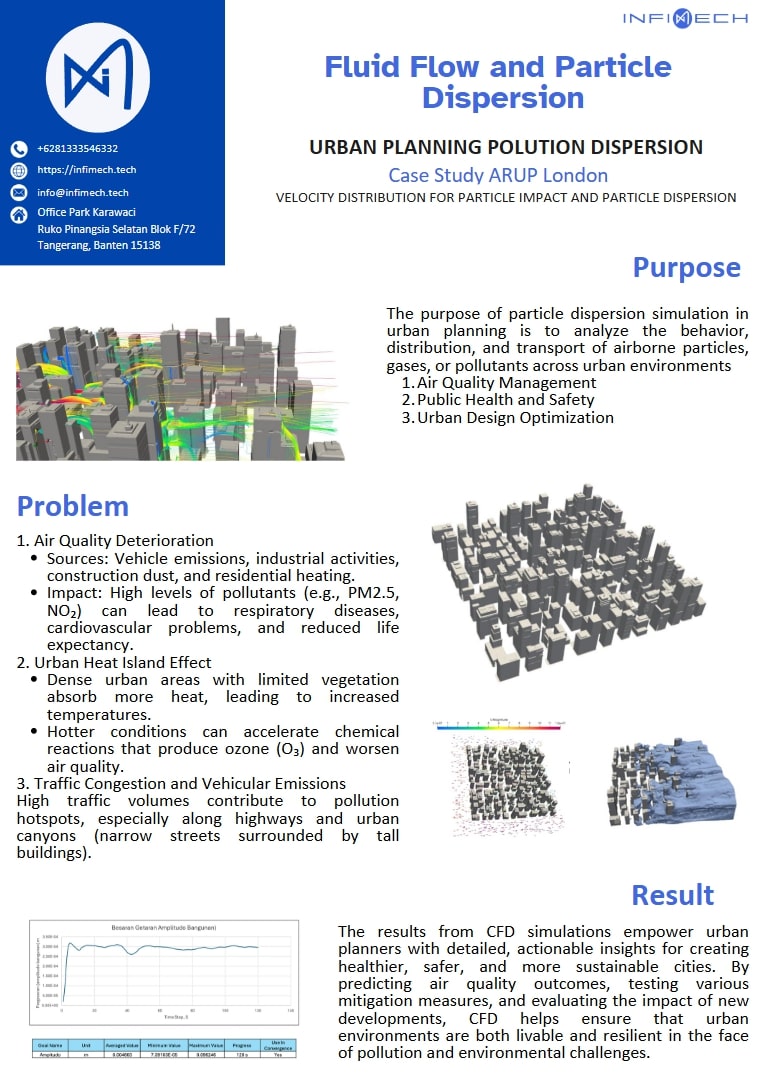 INFIMECH
Fluid Flow and Particle
Dispersion
+6281333546332
https://infimech.tech
info@infimech.tech
Office Park Karawaci
Ruko Pinangsia Selatan Blok F/72
Tangerang, Banten 15138
URBAN PLANNING POLUTION DISPERSION
Case Study ARUP London
VELOCITY DISTRIBUTION FOR PARTICLE IMPACT AND PARTICLE DISPERSION
Purpose
The purpose of particle dispersion simulation in
urban planning is to analyze the behavior,
distribution, and transport of airborne particles,
gases, or pollutants across urban environments
1. Air Quality Management
2. Public Health and Safety
3. Urban Design Optimization
Problem
1. Air Quality Deterioration
• Sources: Vehicle emissions, industrial activities,
construction dust, and residential heating.
• Impact: High levels of pollutants (e.g., PM2.5,
NO₂) can lead to respiratory diseases,
cardiovascular problems, and reduced life
expectancy.
2. Urban Heat Island Effect
• Dense urban areas with limited vegetation
absorb more heat, leading to increased
temperatures.
• Hotter conditions can accelerate chemical
reactions that produce ozone (O₃) and worsen
air quality.
3. Traffic Congestion and Vehicular Emissions
High traffic volumes contribute to pollution
hotspots, especially along highways and urban
canyons (narrow streets surrounded by tall
buildings).
Result
The results from CFD simulations empower urban
planners with detailed, actionable insights for creating
healthier, safer, and more sustainable cities. By
predicting air quality outcomes, testing various
mitigation measures, and evaluating the impact of new
developments, CFD helps ensure that urban
environments are both livable and resilient in the face
of pollution and environmental challenges.
Besaran Getaran Amplitudo Bangunan)
0 20 40 60 80 100 120 140
Time Step, S
Goal Name Unit Averaged Value Minimum Value Maximum Value Progress Use In Convergence
Amplitudo m 120 s Yes